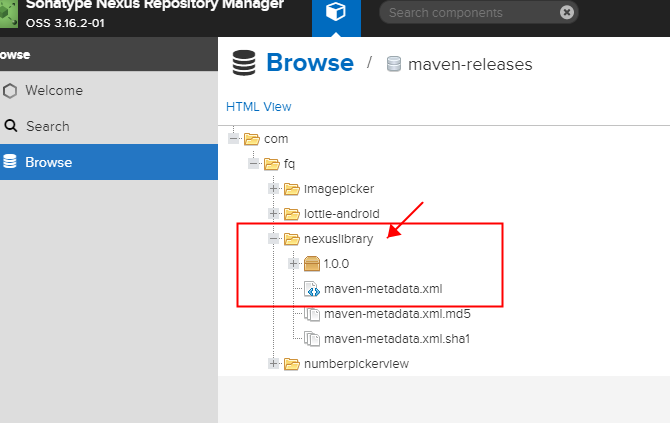 Sonatype Nexus Repository Manager
OSS 3.16.2-01
Search components
Browse / maven-releases
owse
Welcome
Search
Browse
HTML View
com
fq
imagepicker
lottie-android
nexuslibrary
1.0.0
maven-metadata.xml
maven-metadata.xml.md5
maven-metadata.xml.sha1
numberpickerview